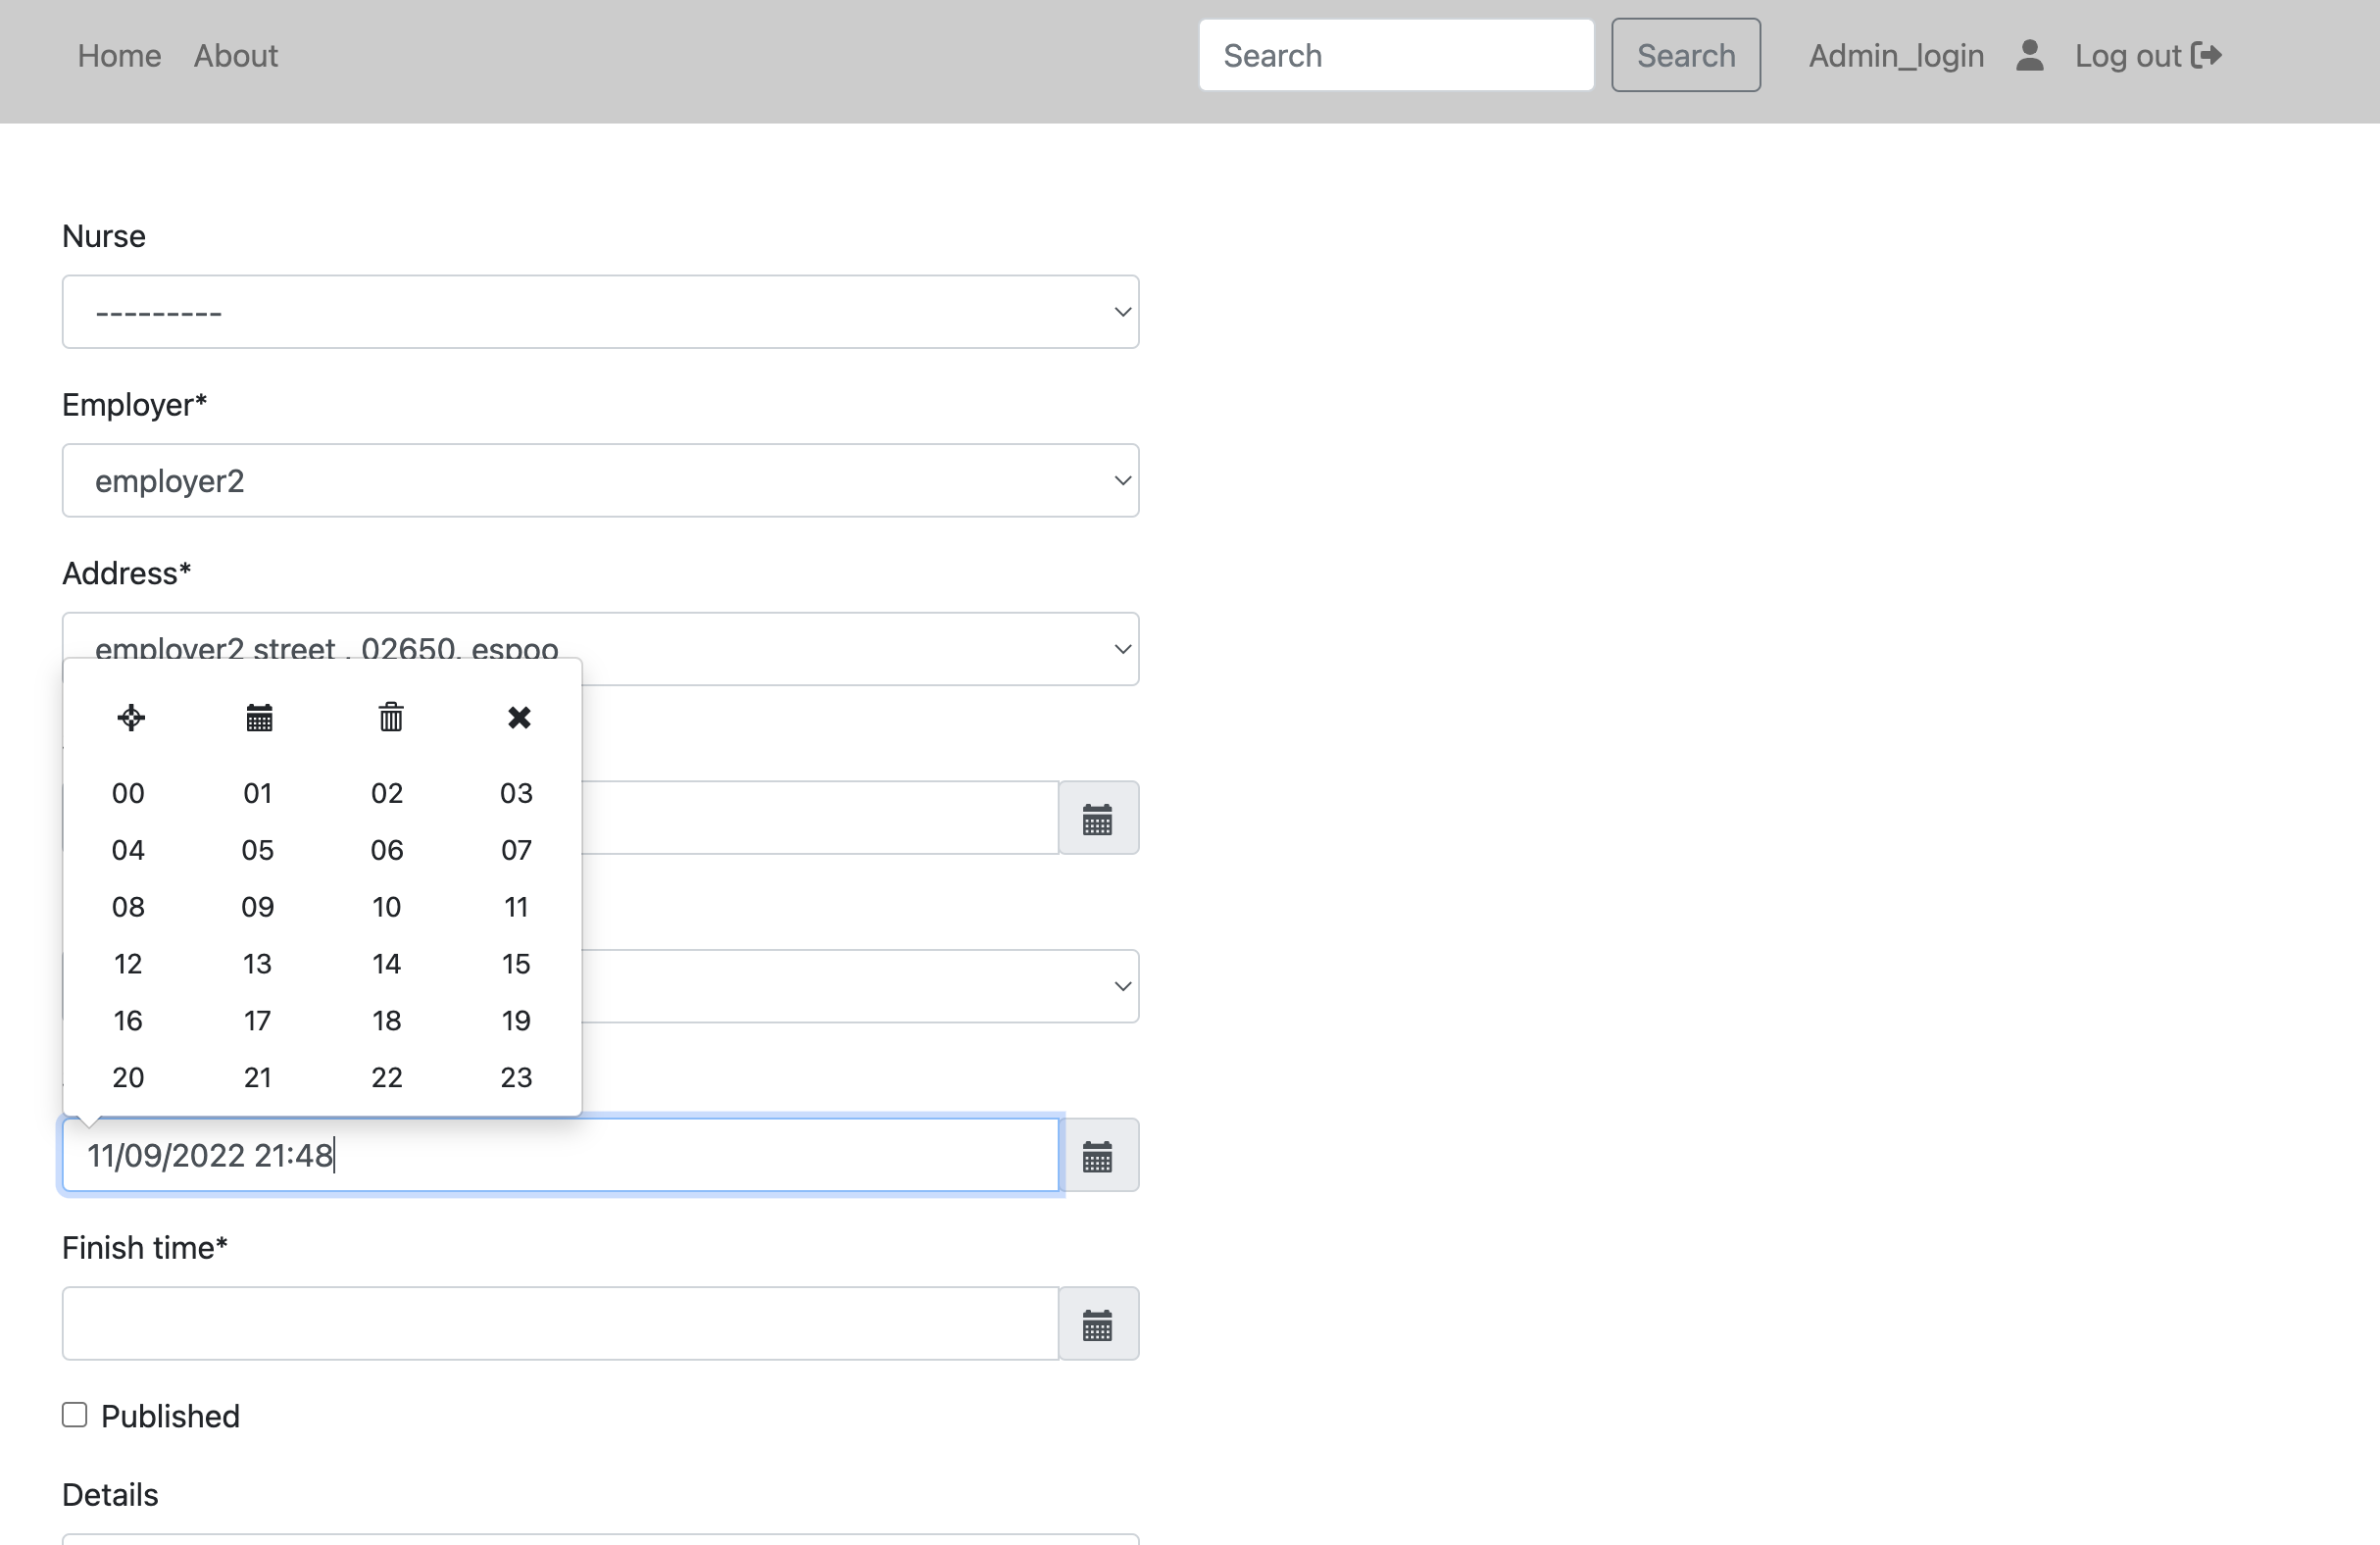 Home About Search Search Admin_login Log out
Nurse
---------
Employer*
employer2
Address*
employer2 street , 02650, espoo
00 01 02 03
04 05 06 07
08 09 10 11
12 13 14 15
16 17 18 19
20 21 22 23
11/09/2022 21:48
Finish time*
Published
Details